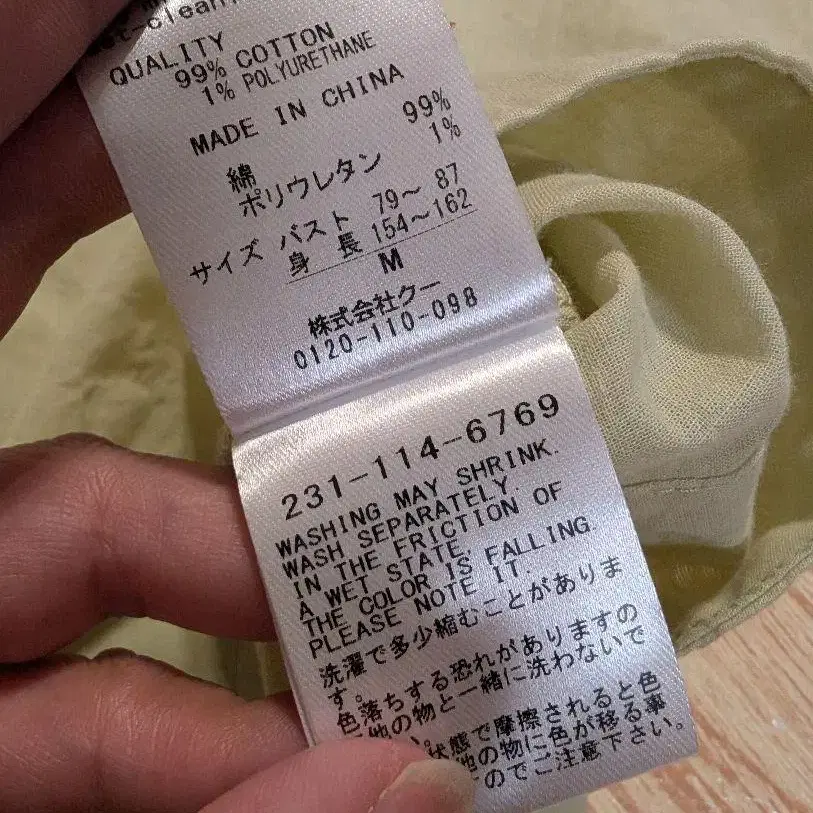 QUALITY
99% COTTON
1% POLYURETHANE
MADE IN CHINA
綿 99%
ポリウレタン 1%
サイズ バスト 79～ 87
身 長 154～162
M
株式会社クー
0120-110-098
231-114-6769
WASHING MAY SHRINK.
WASH SEPARATELY
IN THE FRICTION OF
A WET STATE,
THE COLOR IS FALLING
PLEASE NOTE IT.
洗濯で多少縮むことがありま
す。
色落ちする恐れがありますの
他の物と一緒に洗わないで
状態で摩擦されると色
他の物に色が移る事
のでご注意下さい。